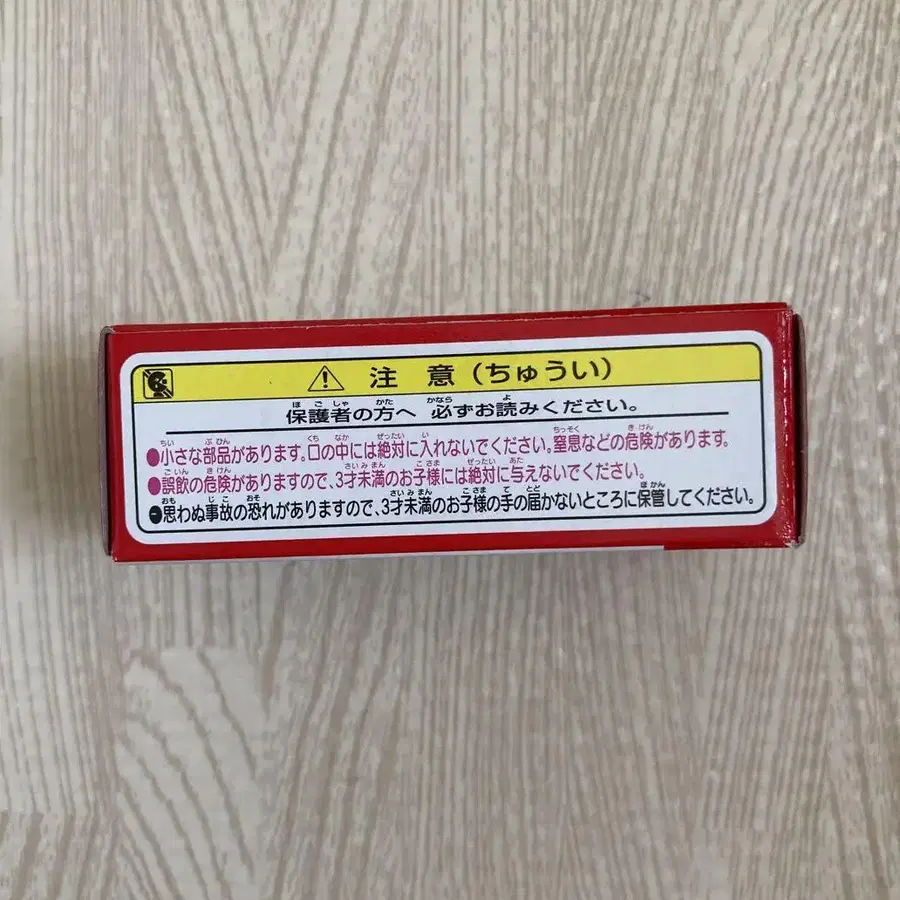 ⚠ 注意(ちゅうい)
保護者の方へ 必ずお読みください。
●小さな部品があります。口の中には絶対に入れないでください。窒息などの危険があります。
●誤飲の危険がありますので、3才未満のお子様には絶対に与えないでください。
●思わぬ事故の恐れがありますので、3才未満のお子様の手の届かないところに保管してください。